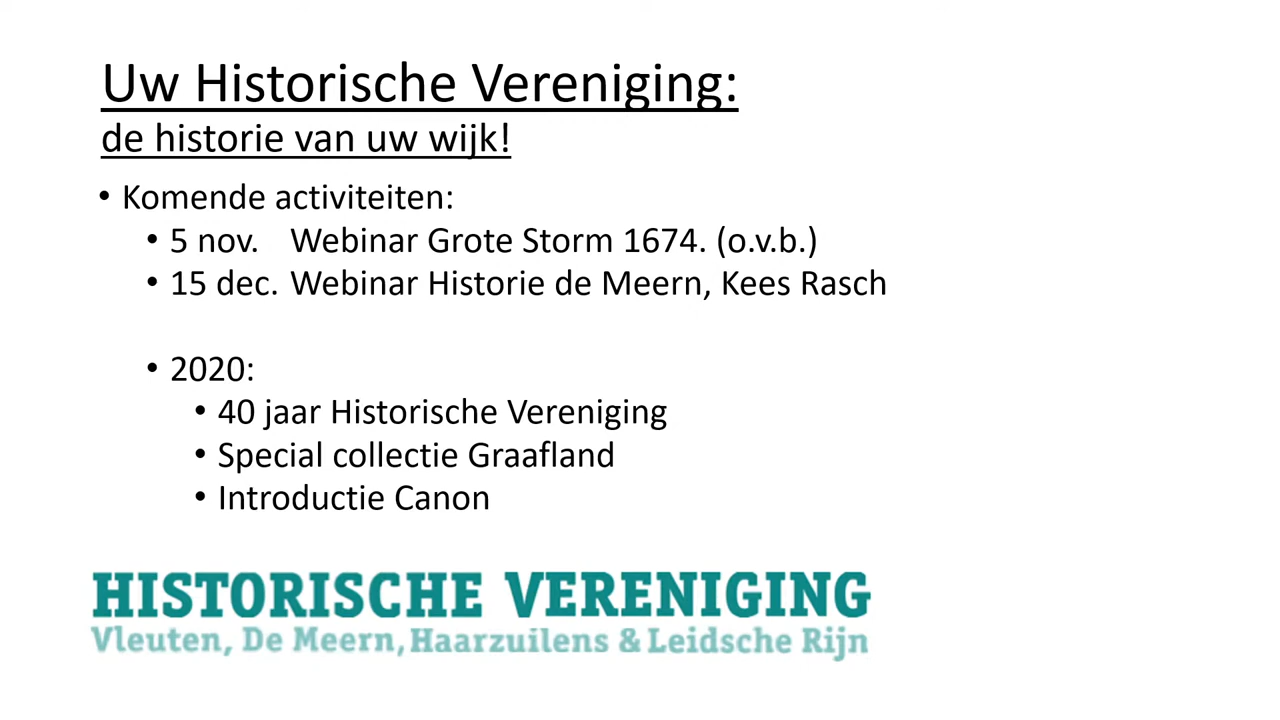 Uw Historische Vereniging:
de historie van uw wijk!
• Komende activiteiten:
• 5 nov. Webinar Grote Storm 1674. (o.v.b.)
• 15 dec. Webinar Historie de Meern, Kees Rasch
• 2020:
• 40 jaar Historische Vereniging
• Special collectie Graafland
• Introductie Canon
HISTORISCHE VERENIGING
Vleuten, De Meern, Haarzuilens & Leidsche Rijn